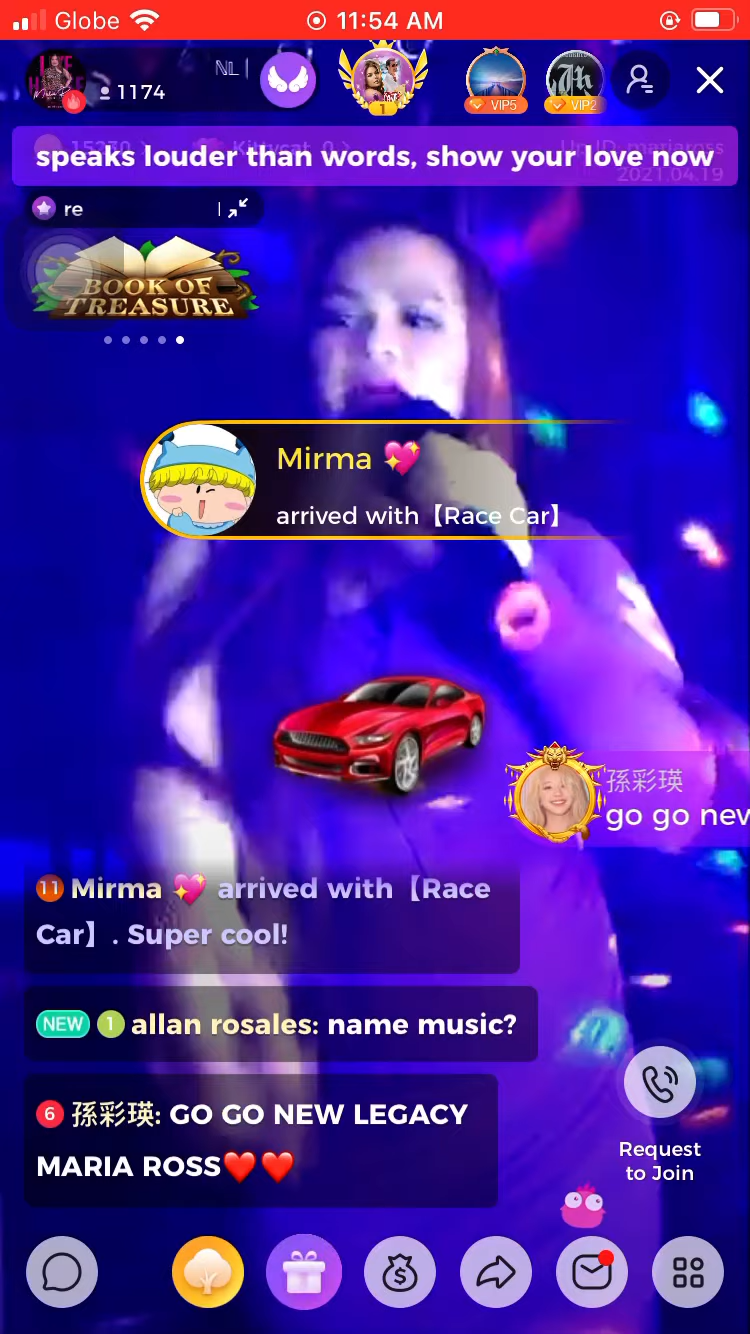 Globe
11:54 AM
1174
NL |
1
VIP5
VIP2
speaks louder than words, show your love now
2021.04.19
re
BOOK OF
TREASURE
Mirma 💖
arrived with【Race Car】
孫彩瑛
go go new
11 Mirma 💖 arrived with【Race
Car】. Super cool!
NEW 1 allan rosales: name music?
6 孫彩瑛: GO GO NEW LEGACY
MARIA ROSS❤️❤️
Request
to Join